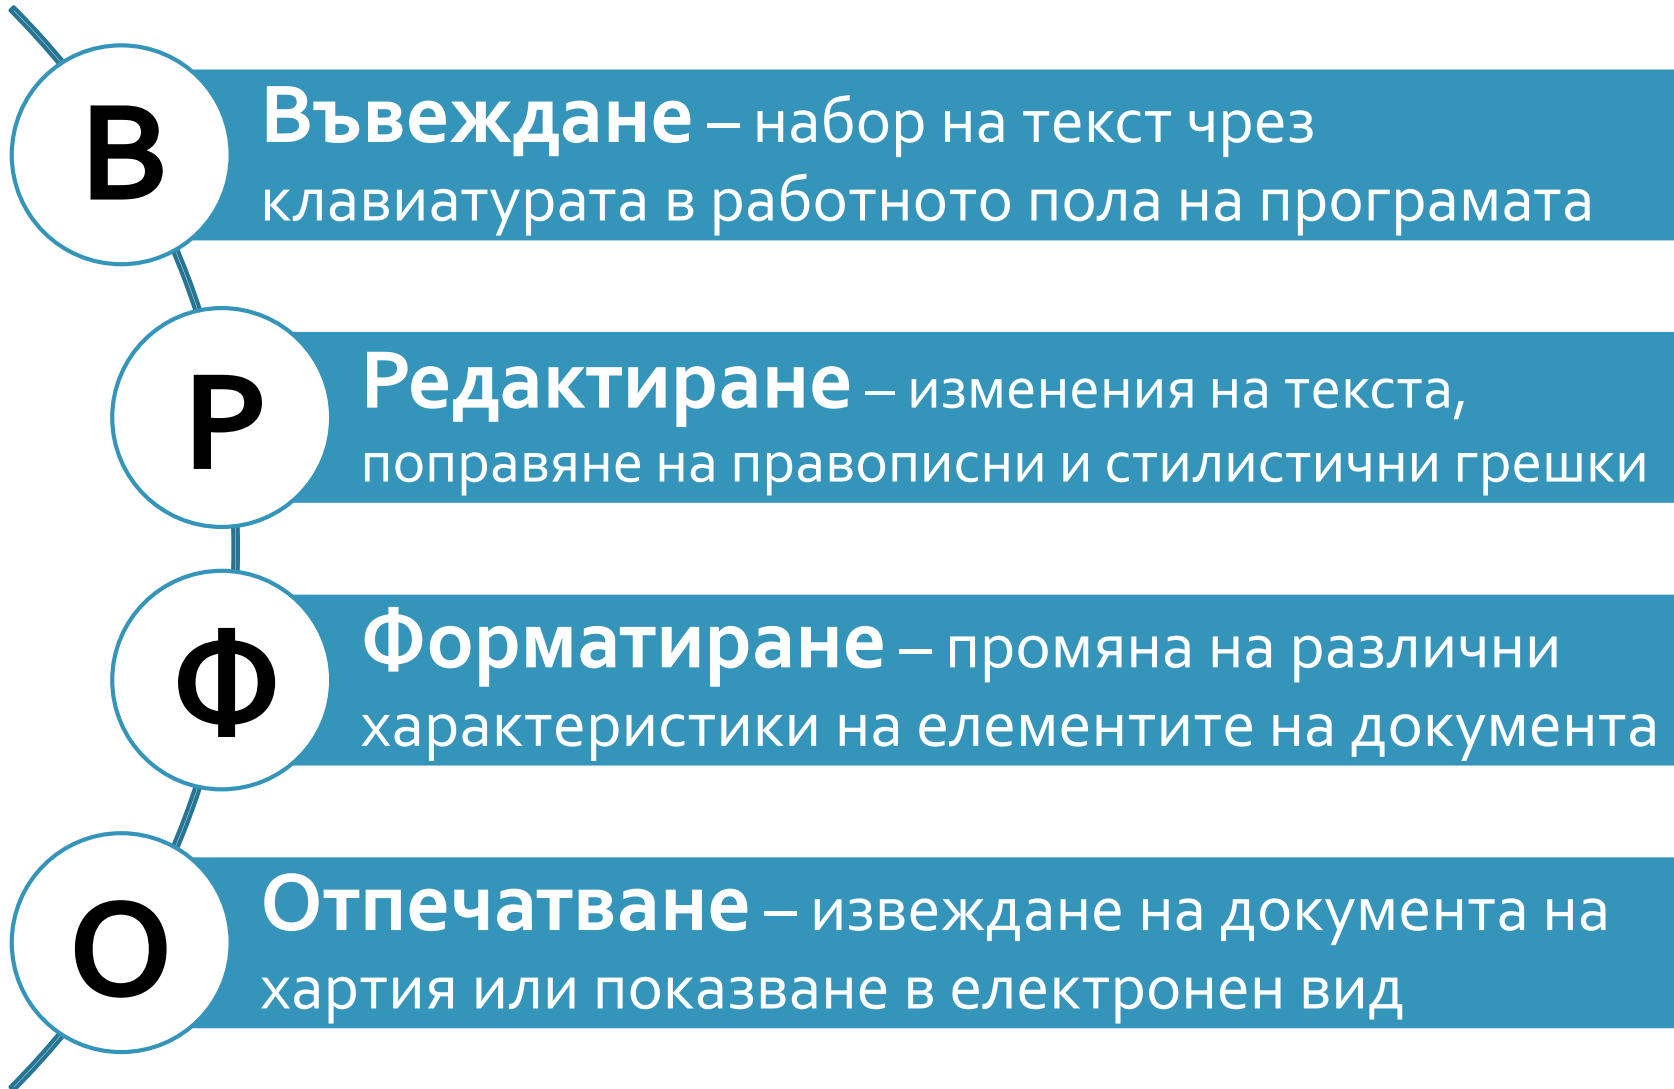 В
Въвеждане – набор на текст чрез
клавиатурата в работното пола на програмата
Р
Редактиране – изменения на текста,
поправяне на правописни и стилистични грешки
Ф
Форматиране – промяна на различни
характеристики на елементите на документа
О
Отпечатване – извеждане на документа на
хартия или показване в електронен вид